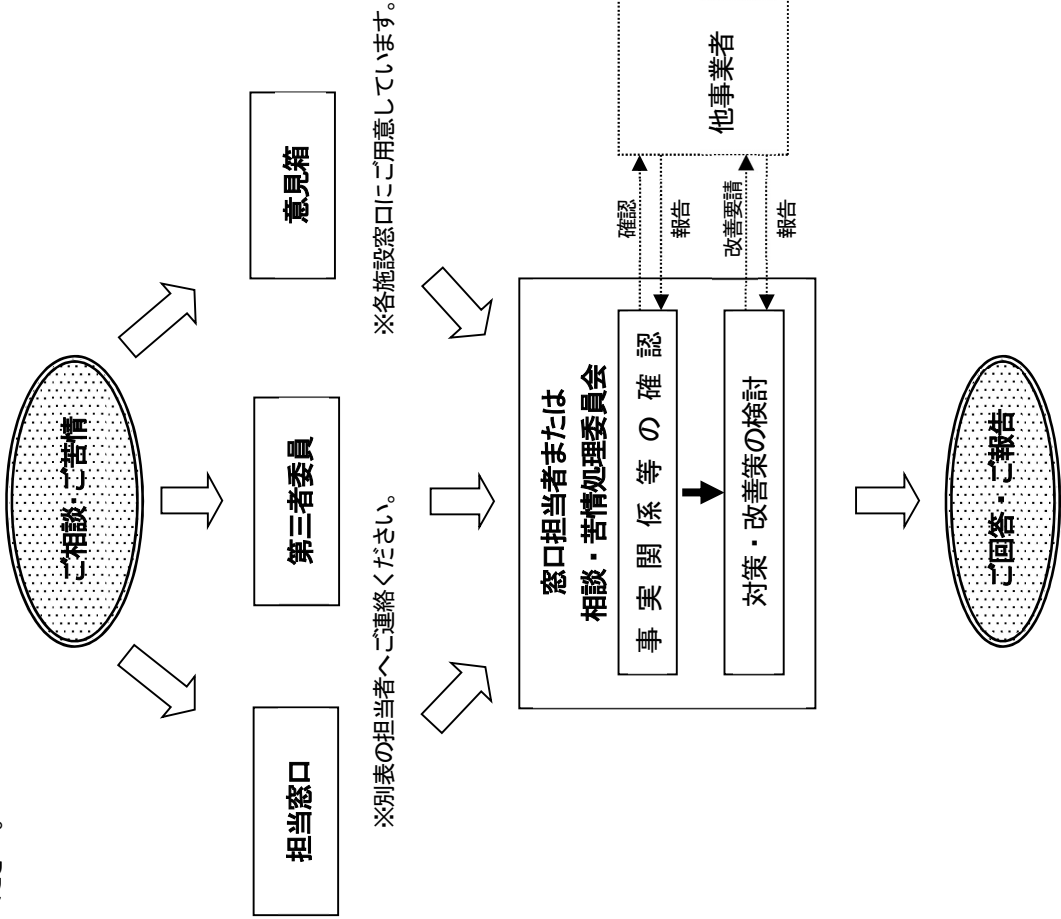 ご相談・ご苦情
担当窓口
第三者委員
意見箱
※別表の担当者へご連絡ください。
※各施設窓口にご用意しています。
窓口担当者または
相談・苦情処理委員会
事実関係等の確認
確認
報告
他事業者
対策・改善策の検討
改善要請
報告
ご回答・ご報告